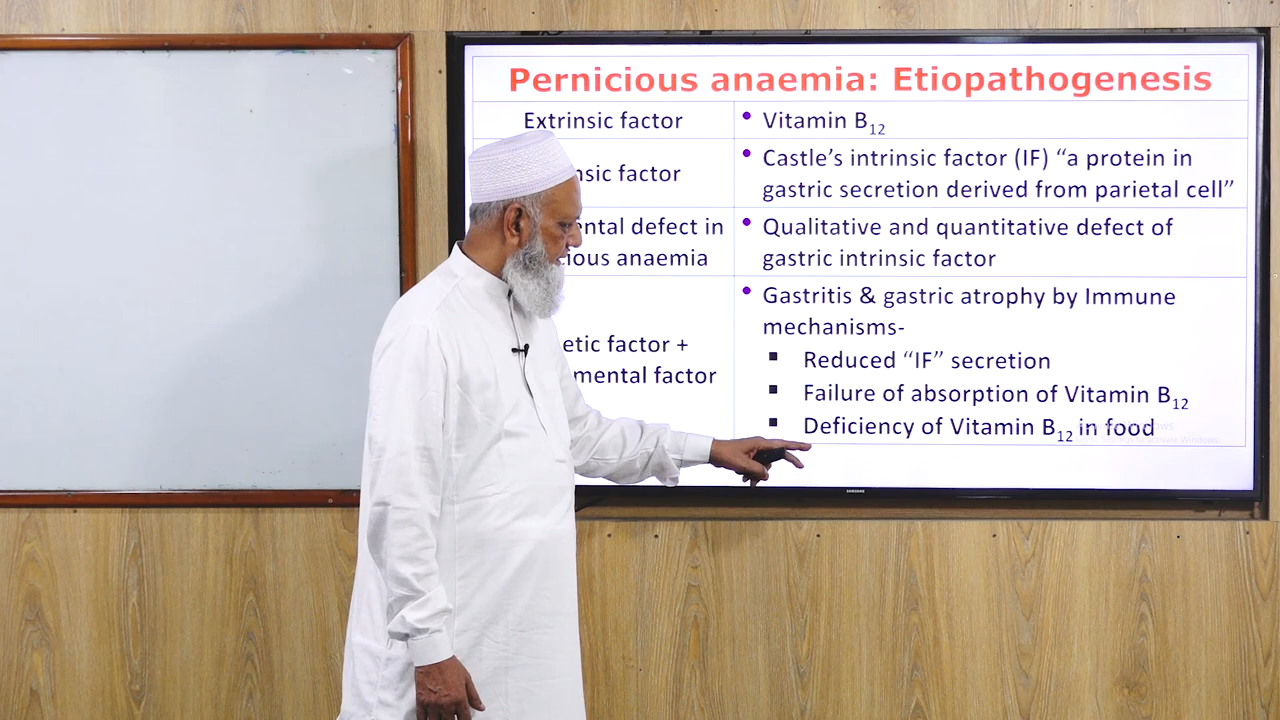 Pernicious anaemia: Etiopathogenesis
Extrinsic factor
• Vitamin B12
nsic factor
• Castle’s intrinsic factor (IF) “a protein in
gastric secretion derived from parietal cell”
ental defect in
ious anaemia
• Qualitative and quantitative defect of
gastric intrinsic factor
etic factor +
mental factor
• Gastritis & gastric atrophy by Immune
mechanisms-
▪ Reduced “IF” secretion
▪ Failure of absorption of Vitamin B12
▪ Deficiency of Vitamin B12 in food
SAMSUNG